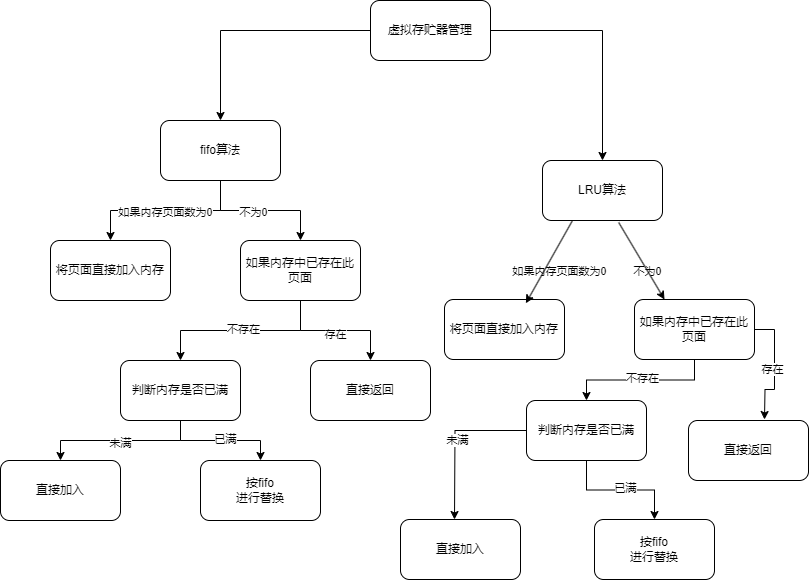 虚拟存贮器管理
fifo算法
LRU算法
如果内存页面数为0
不为0
将页面直接加入内存
如果内存中已存在此
页面
如果内存页面数为0
不为0
将页面直接加入内存
如果内存中已存在此
页面
不存在
存在
判断内存是否已满
直接返回
存在
不存在
判断内存是否已满
直接返回
未满
已满
直接加入
按fifo
进行替换
未满
已满
直接加入
按fifo
进行替换